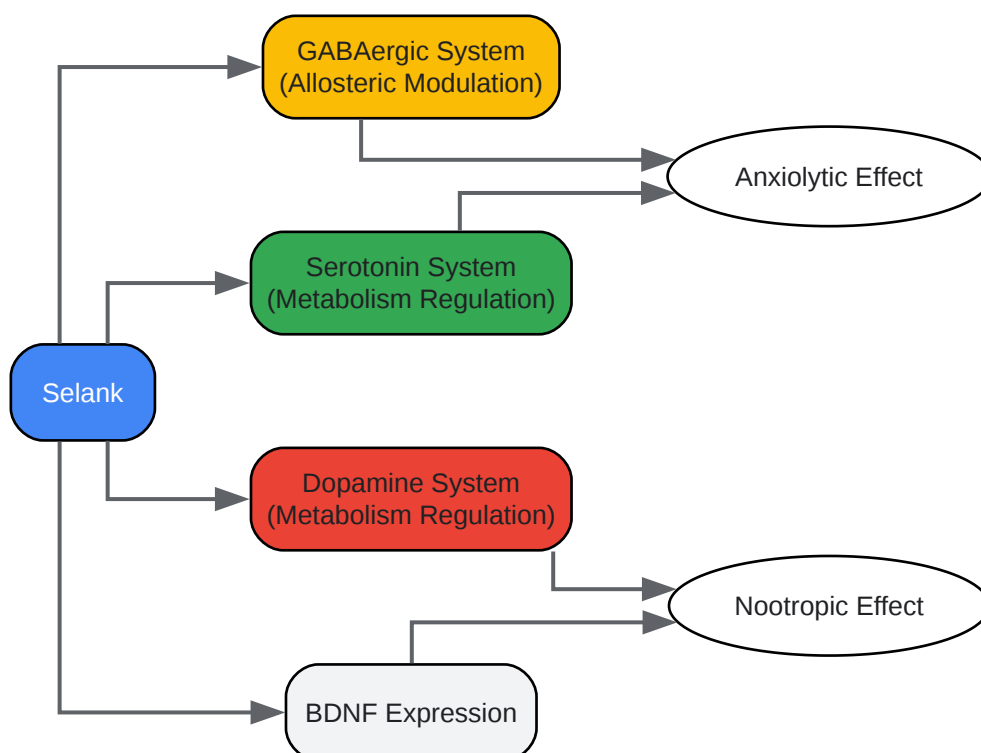 GABAergic System
(Allosteric Modulation)
Anxiolytic Effect
Serotonin System
(Metabolism Regulation)
Selank
Dopamine System
(Metabolism Regulation)
Nootropic Effect
BDNF Expression